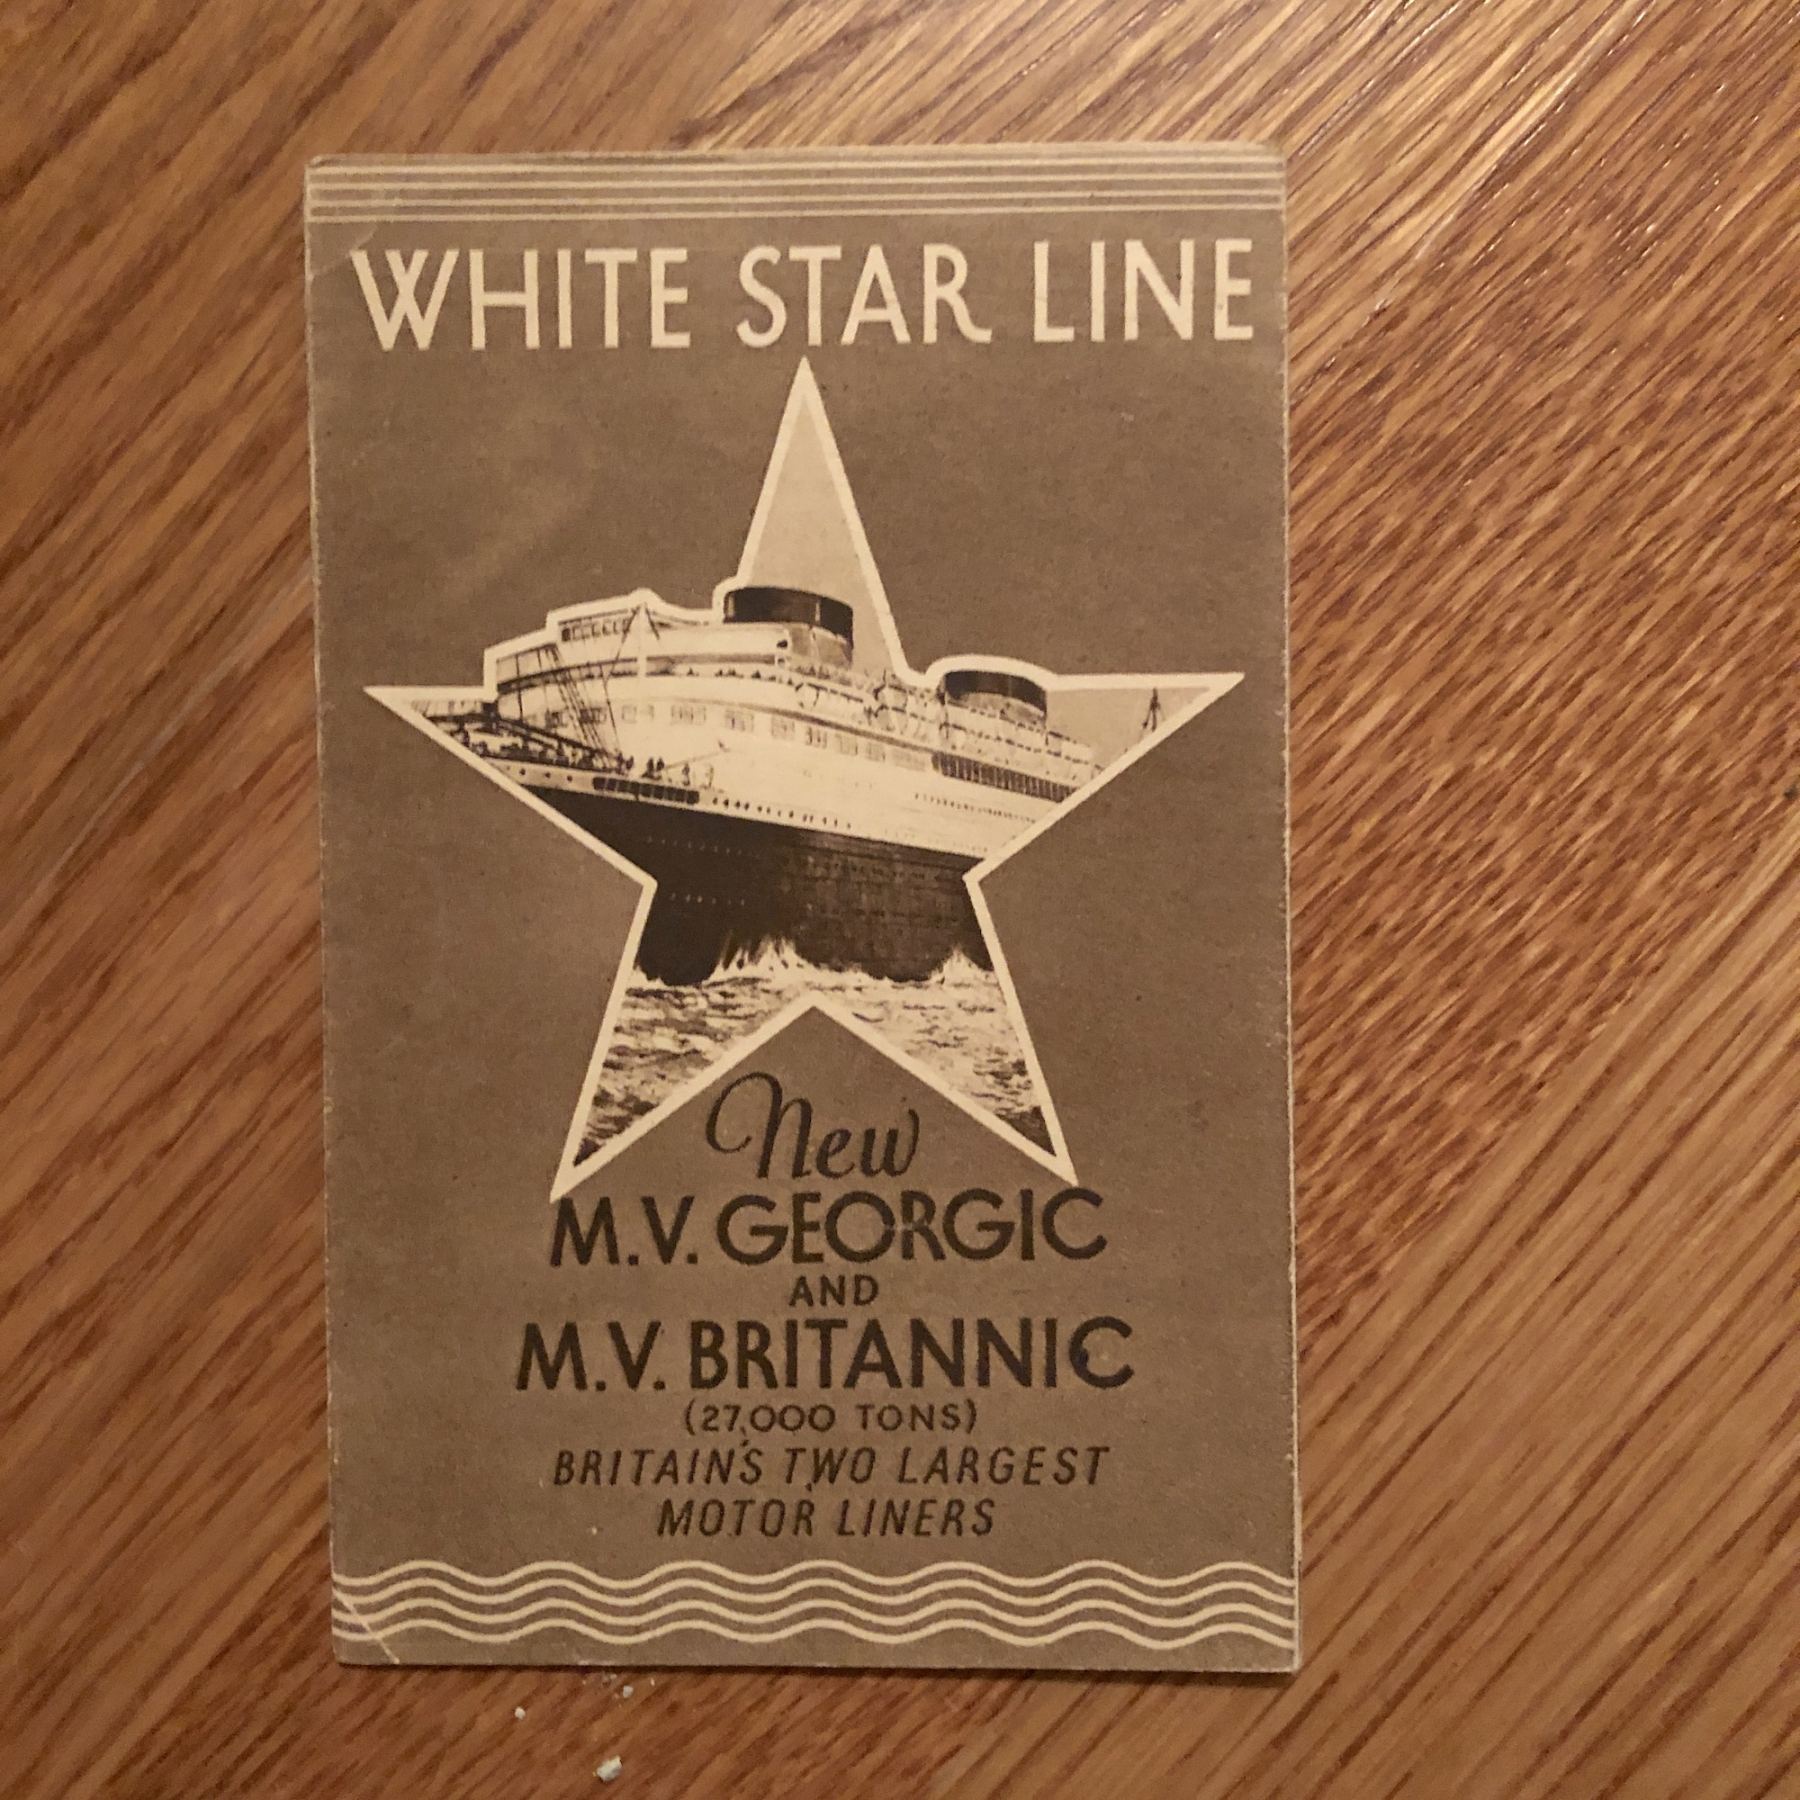 WHITE STAR LINE
New
M.V. GEORGIC
AND
M.V. BRITANNIC
(27,000 TONS)
BRITAIN'S TWO LARGEST
MOTOR LINERS